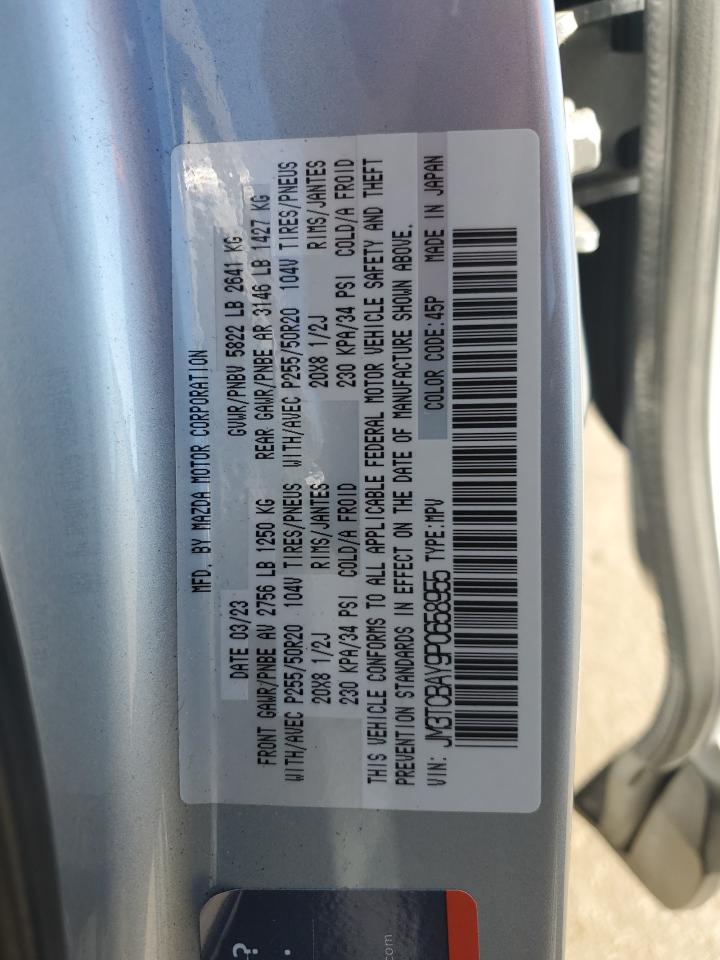 MFD. BY MAZDA MOTOR CORPORATION
DATE 03/23 GVWR/PNBV 5822 LB 2641 KG
FRONT GAWR/PNBE AV 2756 LB 1250 KG REAR GAWR/PNBE AR 3146 LB 1427 KG
WITH/AVEC P255/50R20 104V TIRES/PNEUS WITH/AVEC P255/50R20 104V TIRES/PNEUS
20X8 1/2J RIMS/JANTES 20X8 1/2J RIMS/JANTES
230 KPA/34 PSI COLD/A FROID 230 KPA/34 PSI COLD/A FROID
THIS VEHICLE CONFORMS TO ALL APPLICABLE FEDERAL MOTOR VEHICLE SAFETY AND THEFT
PREVENTION STANDARDS IN EFFECT ON THE DATE OF MANUFACTURE SHOWN ABOVE.
VIN: JM3TCBAY9P0658955 TYPE:MPV COLOR CODE:45P MADE IN JAPAN
?
.com